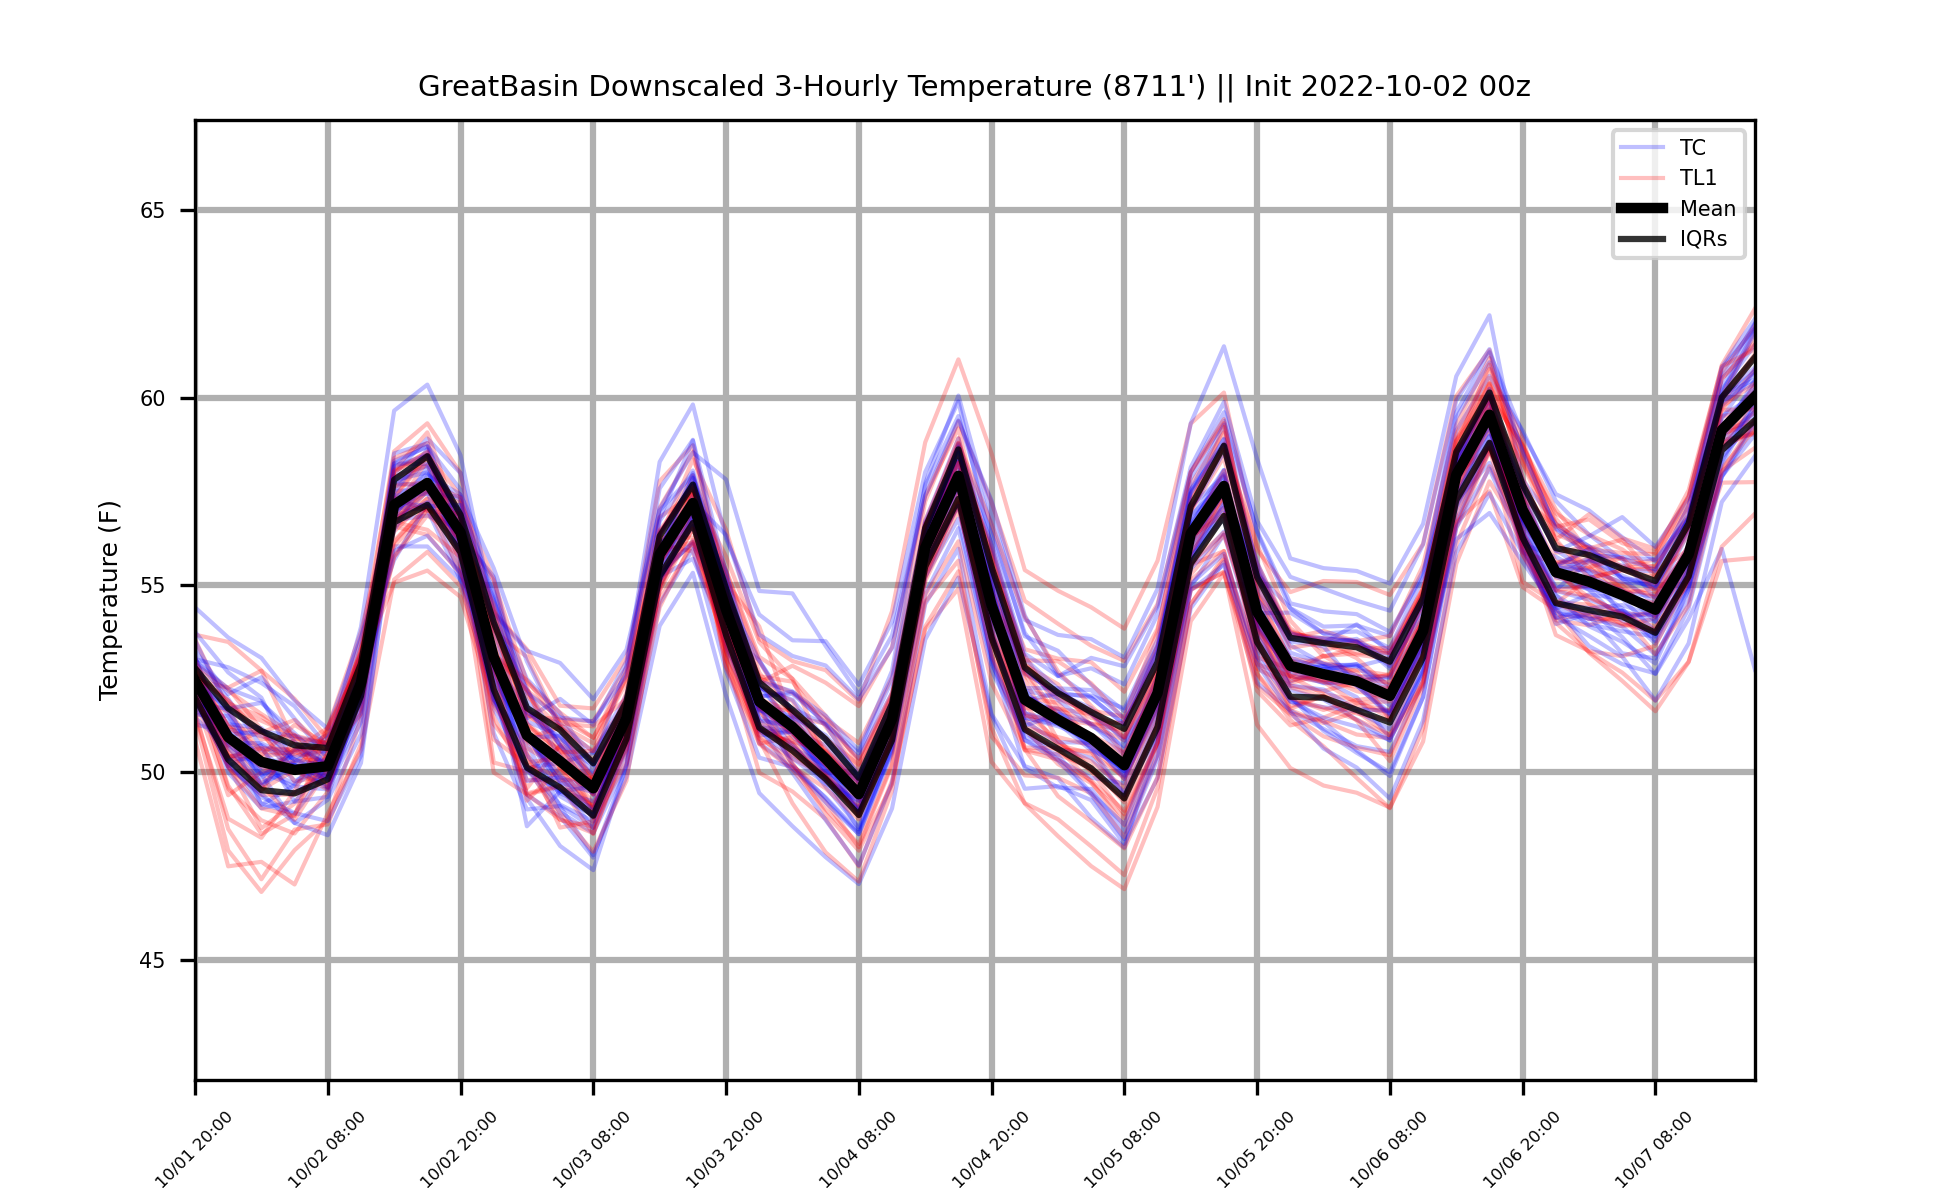 GreatBasin Downscaled 3-Hourly Temperature (8711') || Init 2022-10-02 00z
TC
TL1
Mean
IQRs
Temperature (F)
65
60
55
50
45
10/01 20:00
10/02 08:00
10/02 20:00
10/03 08:00
10/03 20:00
10/04 08:00
10/04 20:00
10/05 08:00
10/05 20:00
10/06 08:00
10/06 20:00
10/07 08:00